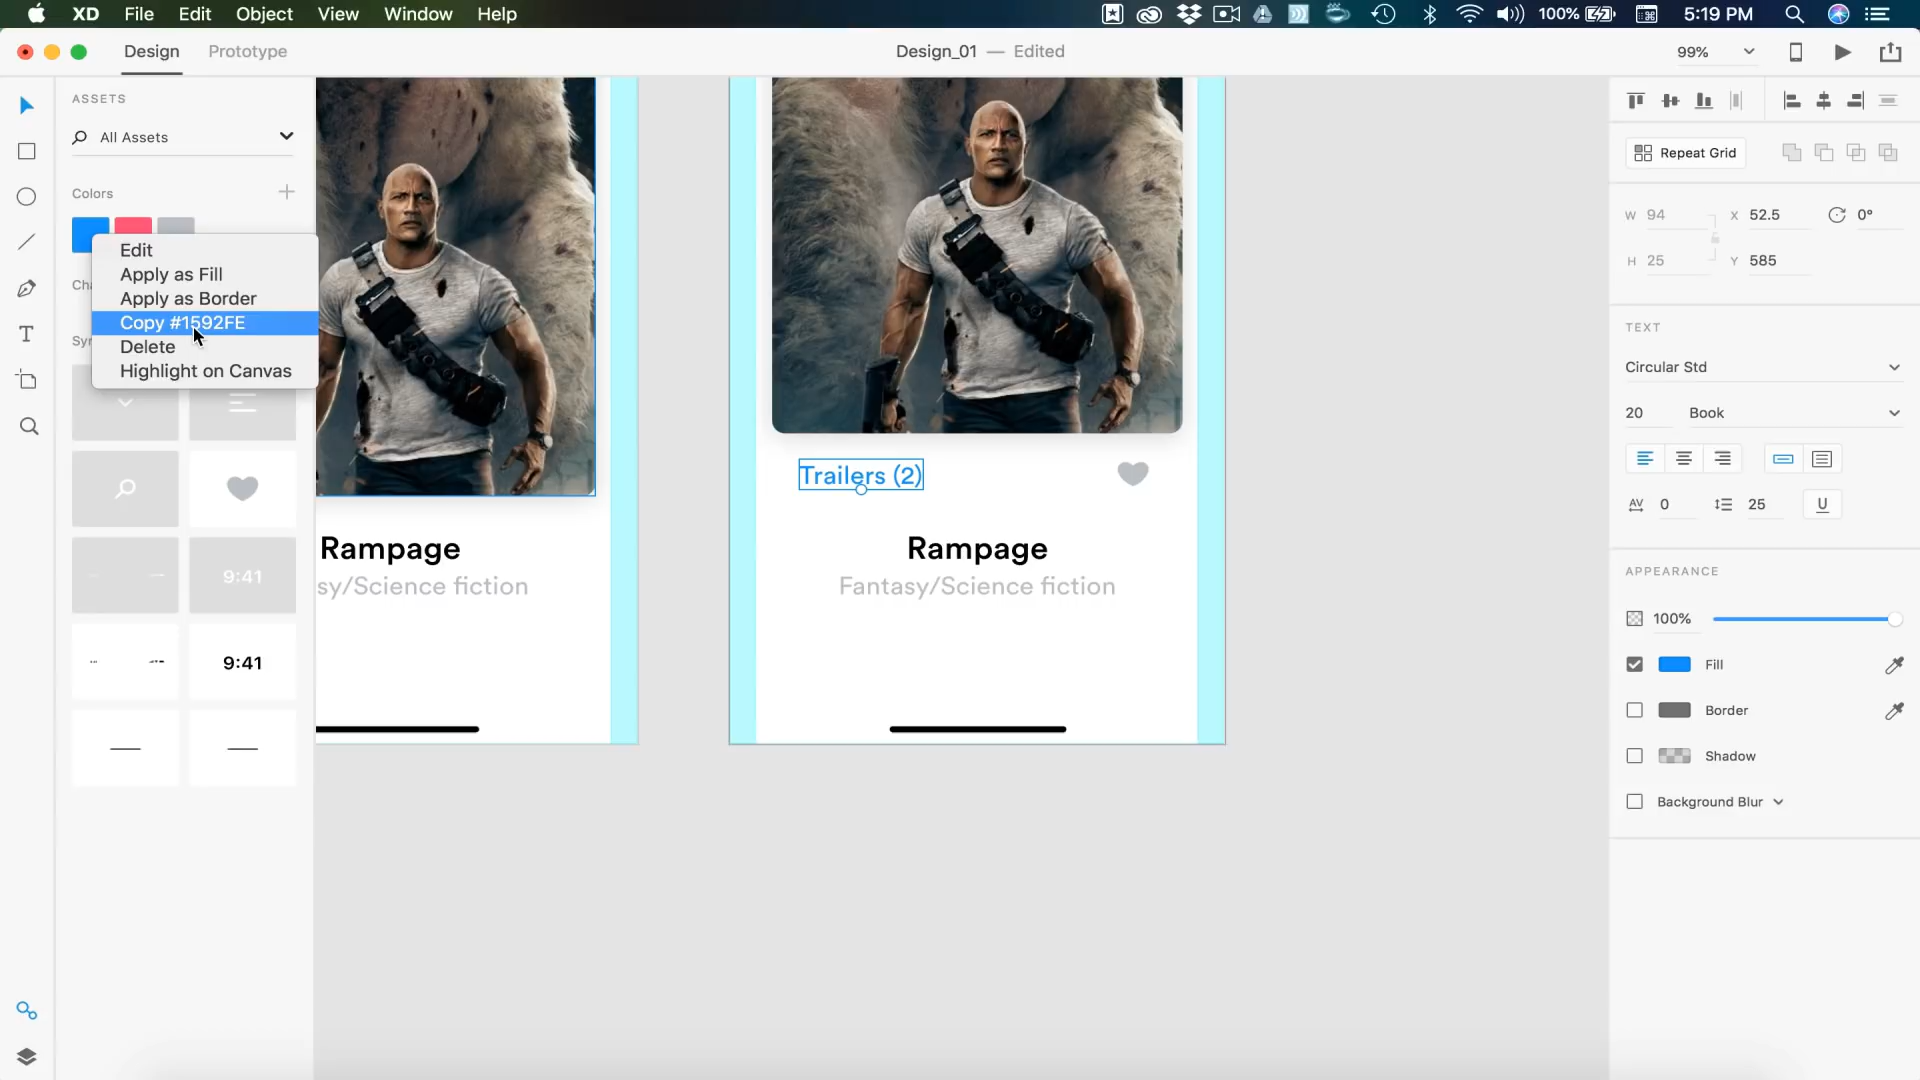 XD File Edit Object View Window Help 100% 5:19 PM
Design Prototype Design_01 — Edited 99%
ASSETS
All Assets
Colors
Edit
Apply as Fill
Apply as Border
Copy #1592FE
Delete
Highlight on Canvas
Cha
Sym
9:41
9:41
Rampage
sy/Science fiction
Trailers (2)
Rampage
Fantasy/Science fiction
Repeat Grid
W 94 X 52.5 0°
H 25 Y 585
TEXT
Circular Std
20 Book
AV 0 25 U
APPEARANCE
100%
Fill
Border
Shadow
Background Blur